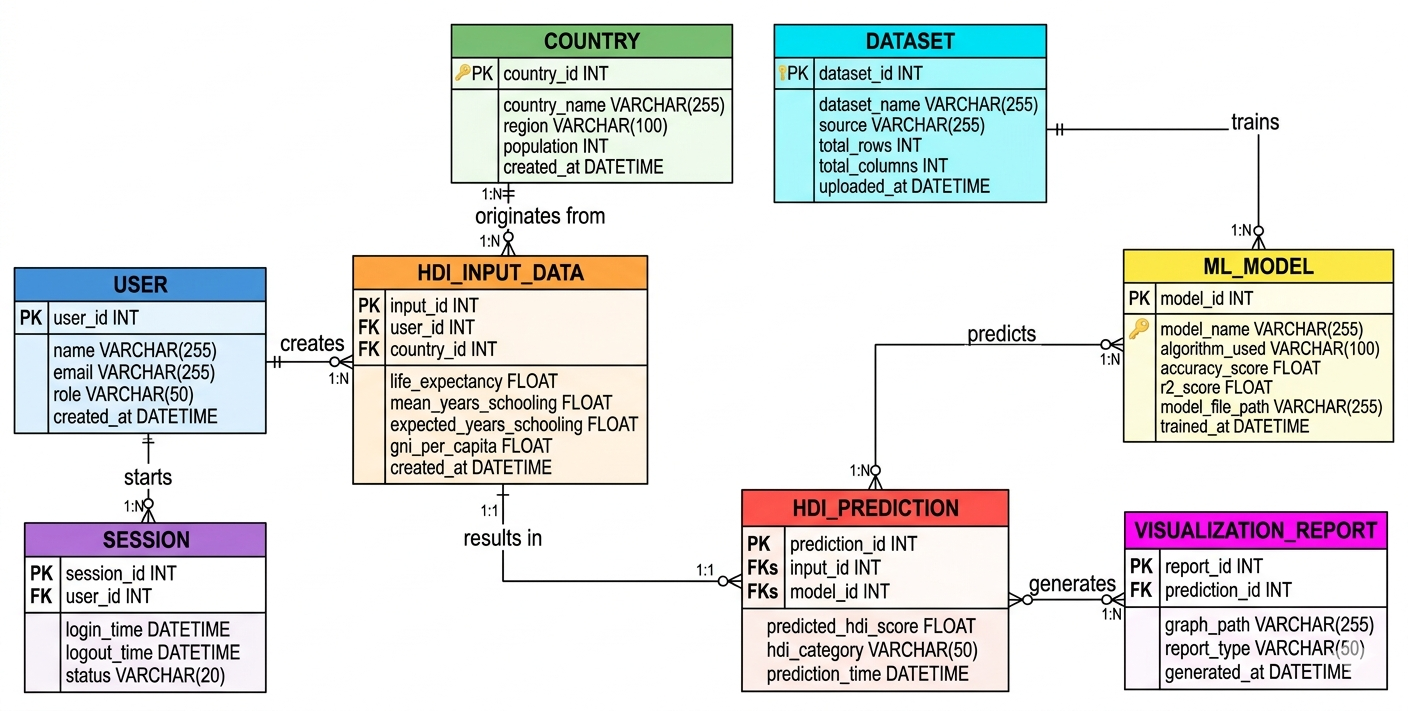 COUNTRY
PK country_id INT
country_name VARCHAR(255)
region VARCHAR(100)
population INT
created_at DATETIME
DATASET
PK dataset_id INT
dataset_name VARCHAR(255)
source VARCHAR(255)
total_rows INT
total_columns INT
uploaded_at DATETIME
trains
1:N
1:N
originates from
1:N
USER
PK user_id INT
name VARCHAR(255)
email VARCHAR(255)
role VARCHAR(50)
created_at DATETIME
creates
1:N
HDI_INPUT_DATA
PK input_id INT
FK user_id INT
FK country_id INT
life_expectancy FLOAT
mean_years_schooling FLOAT
expected_years_schooling FLOAT
gni_per_capita FLOAT
created_at DATETIME
ML_MODEL
PK model_id INT
model_name VARCHAR(255)
algorithm_used VARCHAR(100)
accuracy_score FLOAT
r2_score FLOAT
model_file_path VARCHAR(255)
trained_at DATETIME
predicts
1:N
1:N
starts
1:N
SESSION
PK session_id INT
FK user_id INT
login_time DATETIME
logout_time DATETIME
status VARCHAR(20)
1:1
results in
1:1
HDI_PREDICTION
PK prediction_id INT
FKs input_id INT
FKs model_id INT
predicted_hdi_score FLOAT
hdi_category VARCHAR(50)
prediction_time DATETIME
generates
1:N
VISUALIZATION_REPORT
PK report_id INT
FK prediction_id INT
graph_path VARCHAR(255)
report_type VARCHAR(50)
generated_at DATETIME